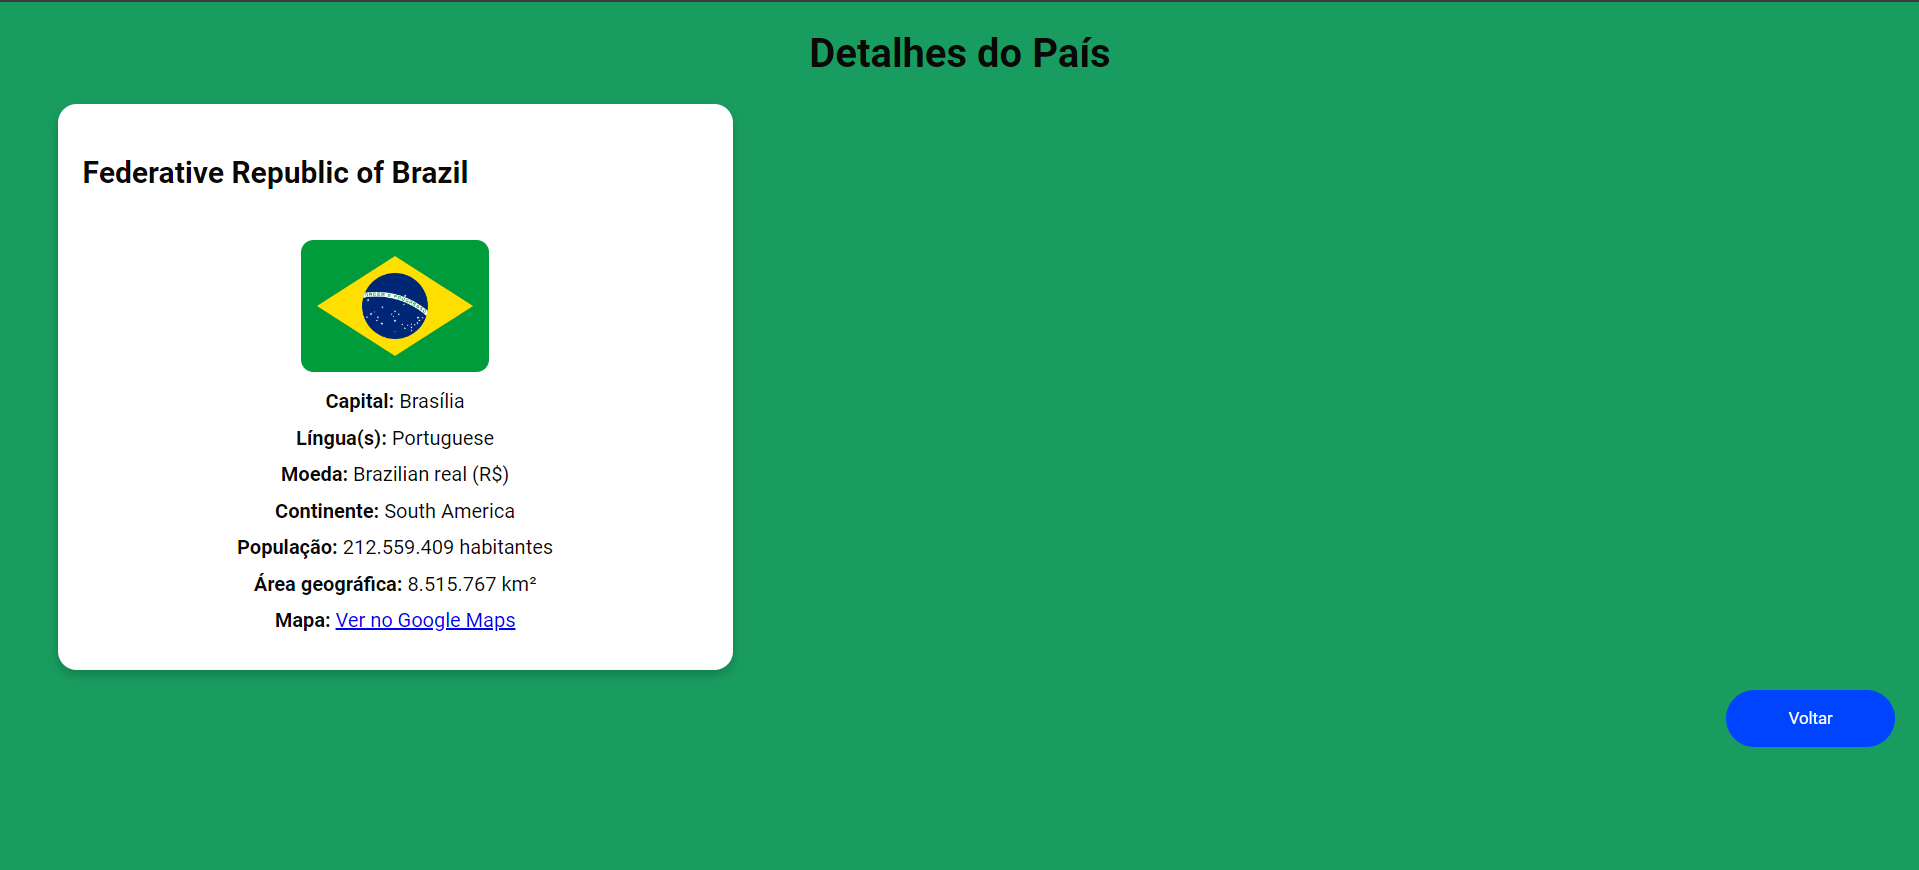 Detalhes do País
Federative Republic of Brazil
Capital: Brasília
Língua(s): Portuguese
Moeda: Brazilian real (R$)
Continente: South America
População: 212.559.409 habitantes
Área geográfica: 8.515.767 km²
Mapa: Ver no Google Maps
Voltar